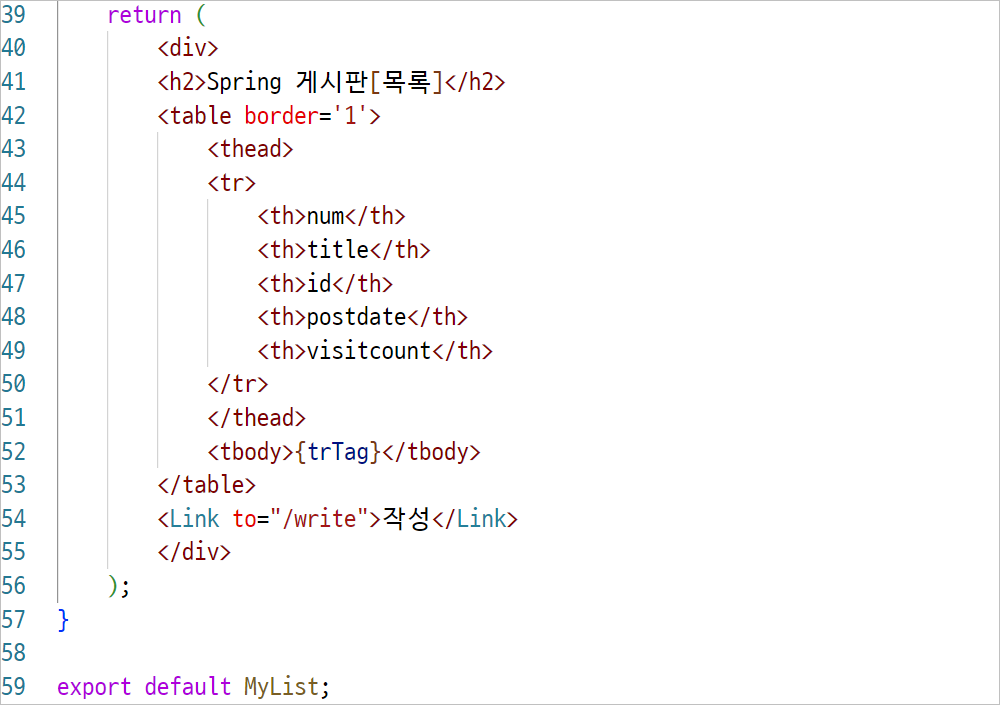 39 return (
40 <div>
41 <h2>Spring 게시판[목록]</h2>
42 <table border='1'>
43 <thead>
44 <tr>
45 <th>num</th>
46 <th>title</th>
47 <th>id</th>
48 <th>postdate</th>
49 <th>visitcount</th>
50 </tr>
51 </thead>
52 <tbody>{trTag}</tbody>
53 </table>
54 <Link to="/write">작성</Link>
55 </div>
56 );
57 }
58
59 export default MyList;